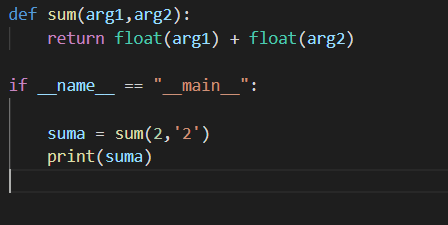 def sum(arg1,arg2):
    return float(arg1) + float(arg2)
if __name__ == "__main__":
    suma = sum(2,'2')
    print(suma)